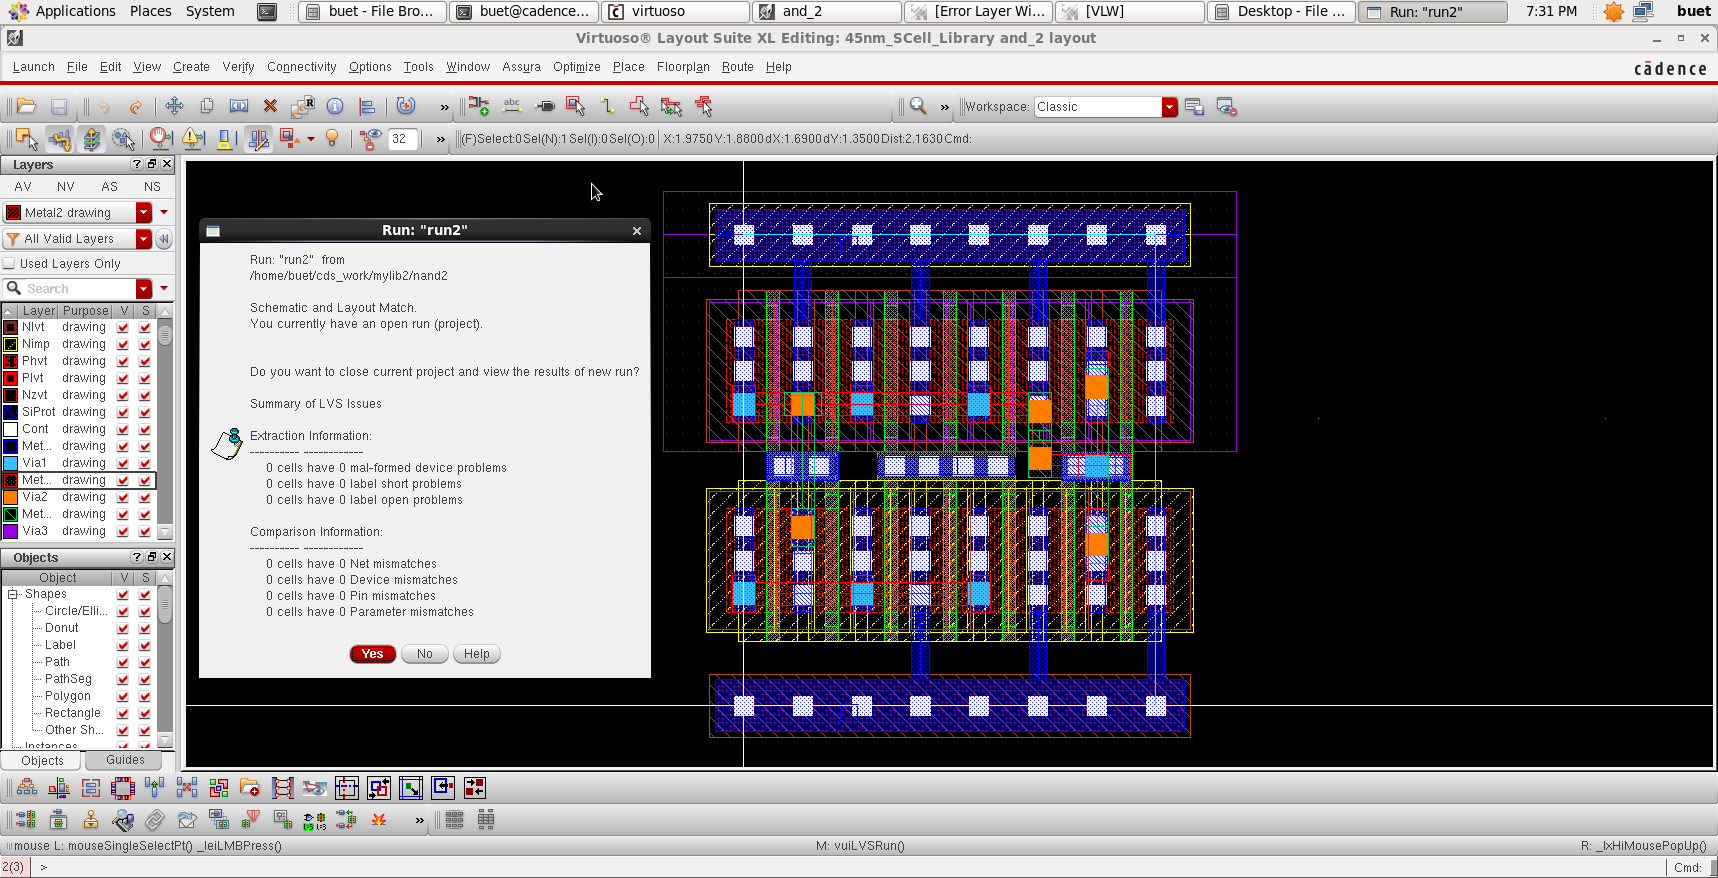 Applications Places System
buet - File Bro...
buet@cadence...
virtuoso
and_2
[Error Layer Wi...
[VLW]
Desktop - File ...
Run: "run2"
7:31 PM
buet
Virtuoso® Layout Suite XL Editing: 45nm_SCell_Library and_2 layout
Launch File Edit View Create Verify Connectivity Options Tools Window Assura Optimize Place Floorplan Route Help
cādence
abc
» » Workspace: Classic
32 » (F)Select:0 Sel(N):1 Sel(I):0 Sel(O):0 X:1.9750 Y:1.8800 dX:1.6900 dY:1.3500 Dist:2.1630 Cmd:
Layers
AV NV AS NS
Metal2 drawing
All Valid Layers
Used Layers Only
Search
Layer Purpose V S
Nlvt drawing
Nimp drawing
Phvt drawing
Plvt drawing
Nzvt drawing
SiProt drawing
Cont drawing
Met... drawing
Via1 drawing
Met... drawing
Via2 drawing
Met... drawing
Via3 drawing
Objects
Object V S
Shapes
Circle/Elli...
Donut
Label
Path
PathSeg
Polygon
Rectangle
Other Sh...
Instances
Objects Guides
Run: "run2"
Run: "run2" from
/home/buet/cds_work/mylib2/nand2
Schematic and Layout Match.
You currently have an open run (project).
Do you want to close current project and view the results of new run?
Summary of LVS Issues
Extraction Information:
---------- ------------
0 cells have 0 mal-formed device problems
0 cells have 0 label short problems
0 cells have 0 label open problems
Comparison Information:
---------- ------------
0 cells have 0 Net mismatches
0 cells have 0 Device mismatches
0 cells have 0 Pin mismatches
0 cells have 0 Parameter mismatches
Yes No Help
»
mouse L: mouseSingleSelectPt() _leiLMBPress()
M: vuiLVSRun()
R: _lxHiMousePopUp()
2(3) >
Cmd: